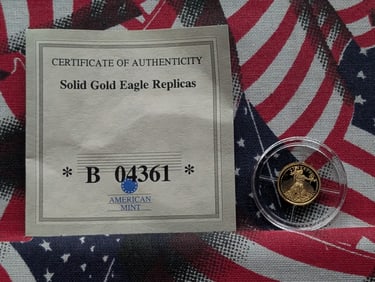 CERTIFICATE OF AUTHENTICITY
Solid Gold Eagle Replicas
* B 04361 *
AMERICAN
MINT